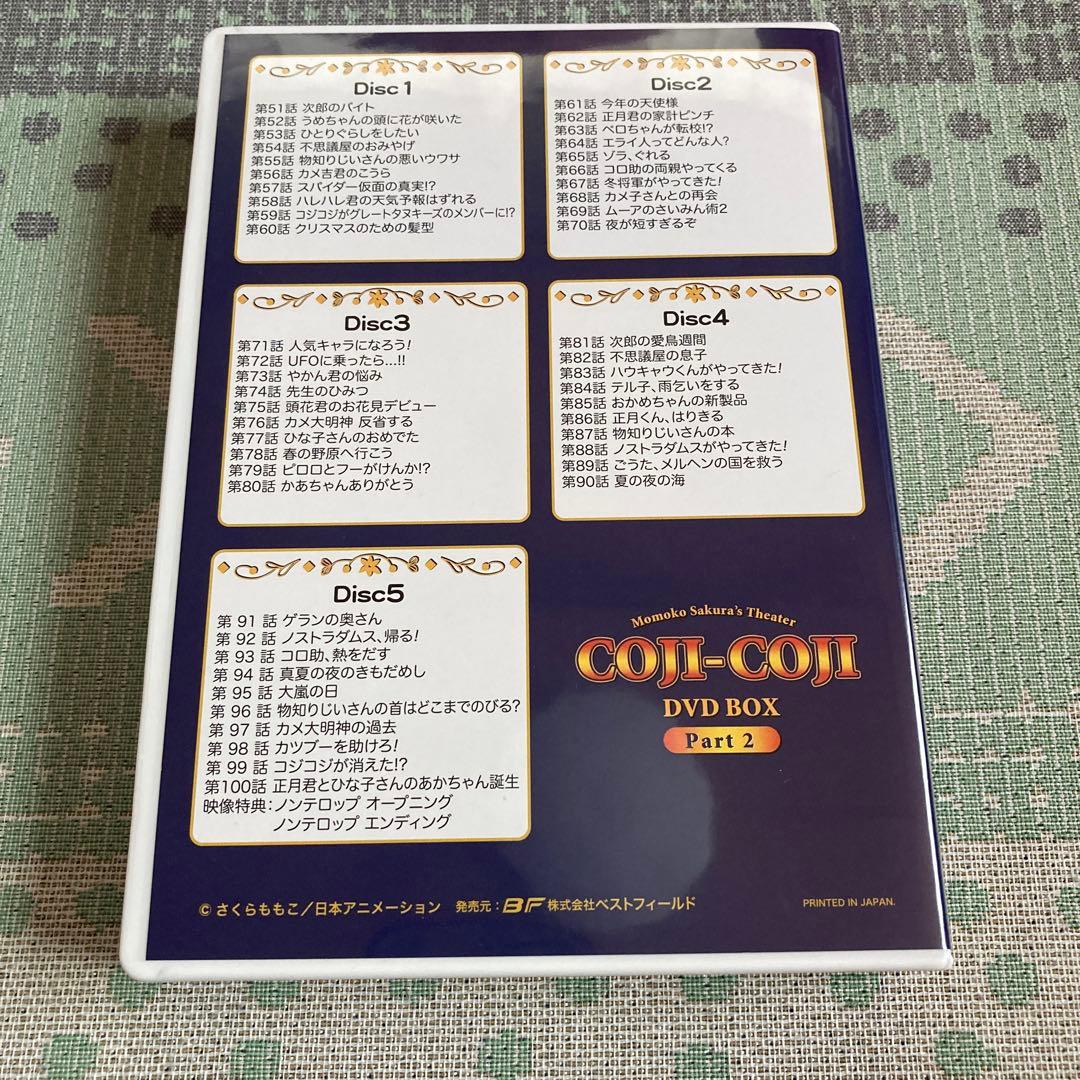 Disc1
第51話 次郎のバイト
第52話 うめちゃんの頭に花が咲いた
第53話 ひとりぐらしをしたい
第54話 不思議屋のおみやげ
第55話 物知りじいさんの悪いウワサ
第56話 カメ吉君のこうら
第57話 スパイダー仮面の真実!?
第58話 ハレハレ君の天気予報はずれる
第59話 コジコジがグレートタヌキーズのメンバーに!?
第60話 クリスマスのための髪型
Disc2
第61話 今年の天使様
第62話 正月君の家計ピンチ
第63話 ペロちゃんが転校!?
第64話 エライ人ってどんな人?
第65話 ゾラ、ぐれる
第66話 コロ助の両親やってくる
第67話 冬将軍がやってきた!
第68話 カメ子さんとの再会
第69話 ムーアのさいみん術2
第70話 夜が短すぎるぞ
Disc3
第71話 人気キャラになろう!
第72話 UFOに乗ったら...!!
第73話 やかん君の悩み
第74話 先生のひみつ
第75話 頭花君のお花見デビュー
第76話 カメ大明神 反省する
第77話 ひな子さんのおめでた
第78話 春の野原へ行こう
第79話 ピロロとフーがけんか!?
第80話 かあちゃんありがとう
Disc4
第81話 次郎の愛鳥週間
第82話 不思議屋の息子
第83話 ハウキャウくんがやってきた!
第84話 テル子、雨乞いをする
第85話 おかめちゃんの新製品
第86話 正月くん、はりきる
第87話 物知りじいさんの本
第88話 ノストラダムスがやってきた!
第89話 ごうた、メルヘンの国を救う
第90話 夏の夜の海
Disc5
第 91 話 ゲランの奥さん
第 92 話 ノストラダムス、帰る!
第 93 話 コロ助、熱をだす
第 94 話 真夏の夜のきもだめし
第 95 話 大嵐の日
第 96 話 物知りじいさんの首はどこまでのびる?
第 97 話 カメ大明神の過去
第 98 話 カツブーを助けろ!
第 99 話 コジコジが消えた!?
第100話 正月君とひな子さんのあかちゃん誕生
映像特典:ノンテロップ オープニング
ノンテロップ エンディング
Momoko Sakura's Theater
COJI-COJI
DVD BOX
Part 2
© さくらももこ/日本アニメーション 発売元:BF 株式会社ベストフィールド
PRINTED IN JAPAN.